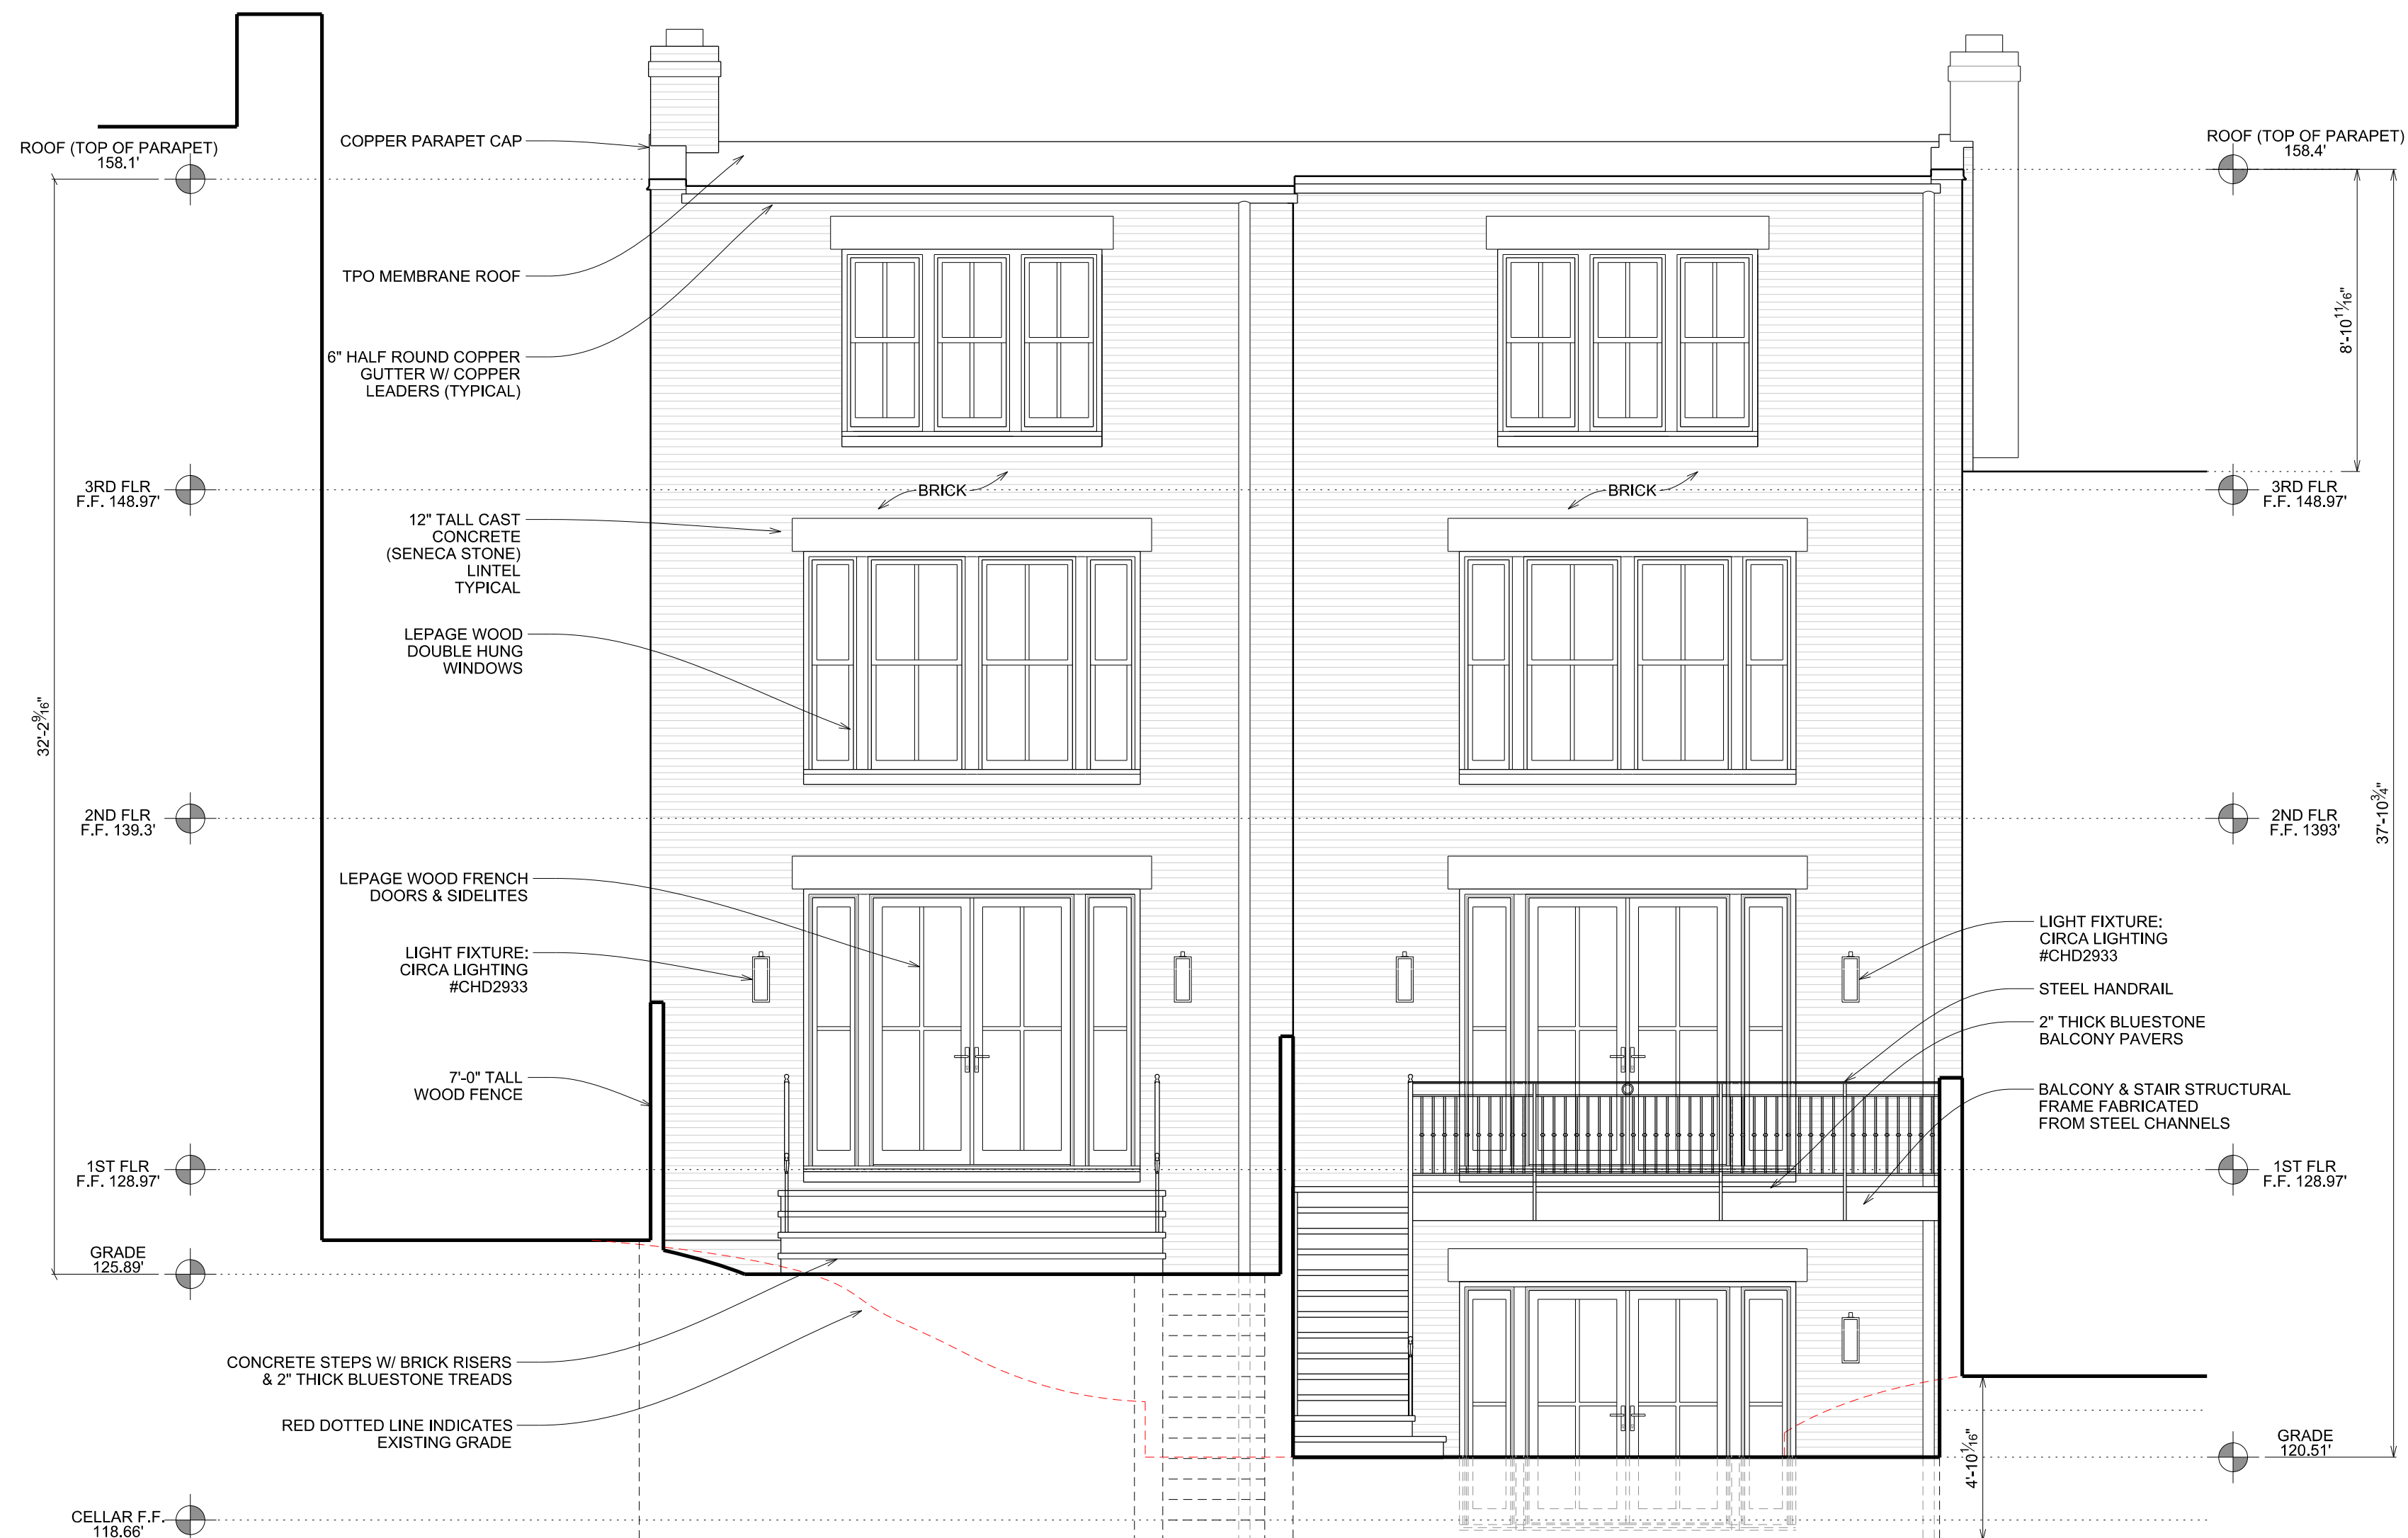 ROOF (TOP OF PARAPET)
158.1'
COPPER PARAPET CAP
TPO MEMBRANE ROOF
6" HALF ROUND COPPER
GUTTER W/ COPPER
LEADERS (TYPICAL)
3RD FLR
F.F. 148.97'
12" TALL CAST
CONCRETE
(SENECA STONE)
LINTEL
TYPICAL
LEPAGE WOOD
DOUBLE HUNG
WINDOWS
32'-2 9/16"
2ND FLR
F.F. 139.3'
LEPAGE WOOD FRENCH
DOORS & SIDELITES
LIGHT FIXTURE:
CIRCA LIGHTING
#CHD2933
7'-0" TALL
WOOD FENCE
1ST FLR
F.F. 128.97'
GRADE
125.89'
CONCRETE STEPS W/ BRICK RISERS
& 2" THICK BLUESTONE TREADS
RED DOTTED LINE INDICATES
EXISTING GRADE
CELLAR F.F.
118.66'
BRICK
BRICK
ROOF (TOP OF PARAPET)
158.4'
8'-10 11/16"
3RD FLR
F.F. 148.97'
2ND FLR
F.F. 1393'
37'-10 3/4"
LIGHT FIXTURE:
CIRCA LIGHTING
#CHD2933
STEEL HANDRAIL
2" THICK BLUESTONE
BALCONY PAVERS
BALCONY & STAIR STRUCTURAL
FRAME FABRICATED
FROM STEEL CHANNELS
1ST FLR
F.F. 128.97'
GRADE
120.51'
4'-10 1/16"